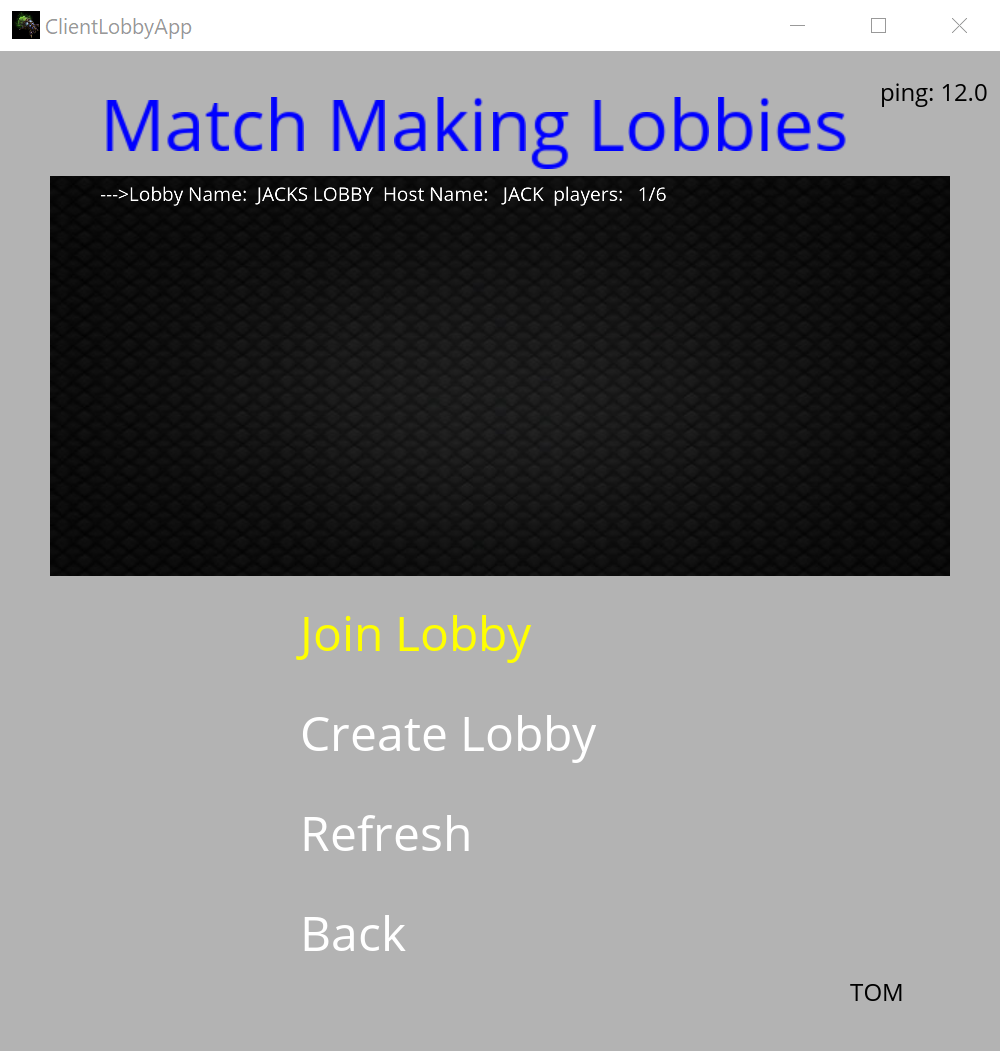 ClientLobbyApp
ping: 12.0
Match Making Lobbies
--->Lobby Name:  JACKS LOBBY  Host Name:   JACK  players:   1/6
Join Lobby
Create Lobby
Refresh
Back
TOM